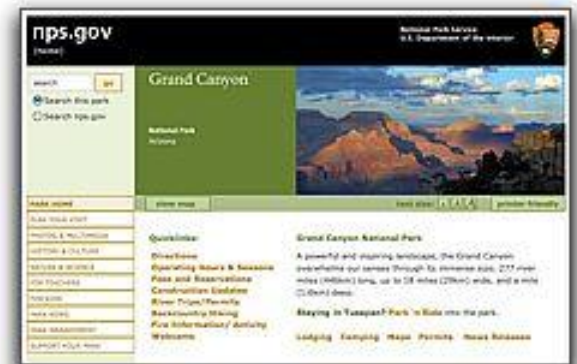 nps.gov
[home]
National Park Service
U.S. Department of the Interior
search
go
Search this park
Search nps.gov
Grand Canyon
National Park
Arizona
view map
text size:
printer friendly
PARK HOME
PLAN YOUR VISIT
PHOTOS & MULTIMEDIA
HISTORY & CULTURE
NATURE & SCIENCE
FOR TEACHERS
FOR KIDS
PARK NEWS
PARK MANAGEMENT
SUPPORT YOUR PARK
Quicklinks:
Directions
Operating Hours & Seasons
Fees and Reservations
Construction Updates
River Trips/Permits
Backcountry Hiking
Fire Information/ Activity
Webcams
Grand Canyon National Park
A powerful and inspiring landscape, the Grand Canyon
overwhelms our senses through its immense size; 277 river
miles (446km) long, up to 18 miles (29km) wide, and a mile
(1.6km) deep.
Staying in Tusayan? Park 'n Ride into the park.
Lodging Camping Maps Permits News Releases